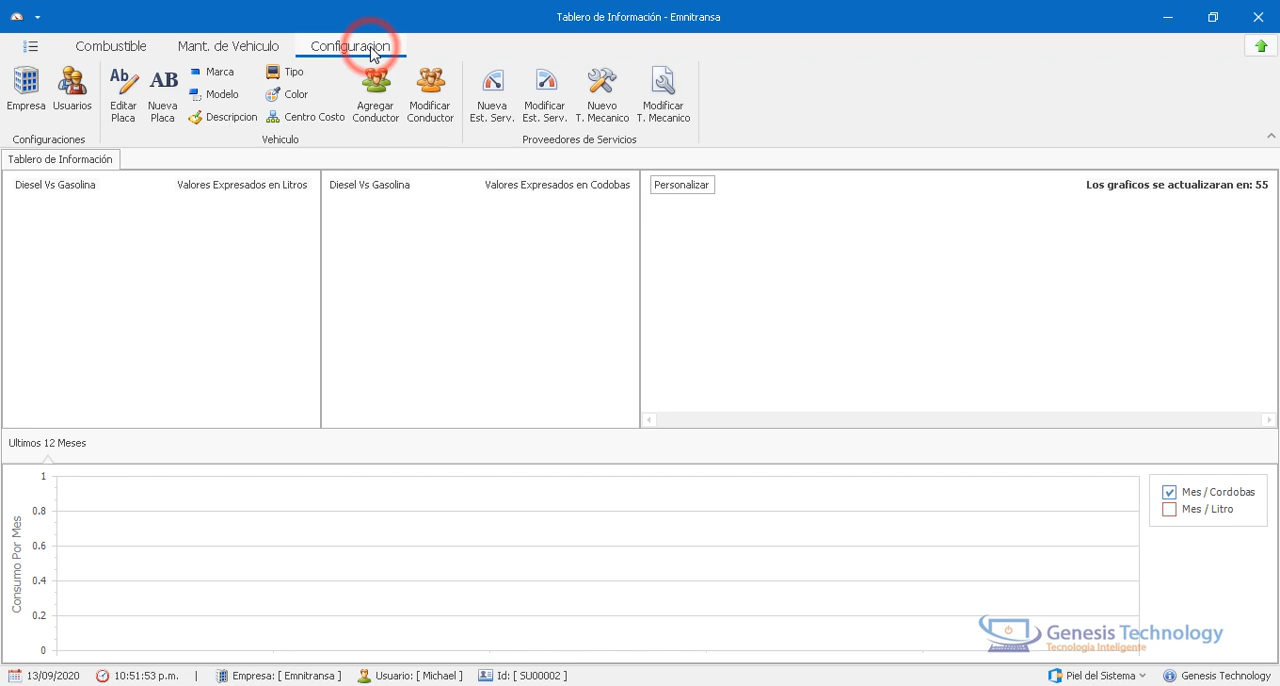 Tablero de Información - Emnitransa
Combustible
Mant. de Vehiculo
Configuracion
Empresa
Usuarios
Configuraciones
Ab
Editar
Placa
AB
Nueva
Placa
Marca
Modelo
Descripcion
Tipo
Color
Centro Costo
Agregar
Conductor
Modificar
Conductor
Vehiculo
Nueva
Est. Serv.
Modificar
Est. Serv.
Nuevo
T. Mecanico
Modificar
T. Mecanico
Proveedores de Servicios
Tablero de Información
Diesel Vs Gasolina
Valores Expresados en Litros
Diesel Vs Gasolina
Valores Expresados en Codobas
Personalizar
Los graficos se actualizaran en: 55
Ultimos 12 Meses
Consumo Por Mes
1
0.8
0.6
0.4
0.2
0
Mes / Cordobas
Mes / Litro
Genesis Technology
Tecnología Inteligente
13/09/2020
10:51:53 p.m.
|
Empresa: [ Emnitransa ]
Usuario: [ Michael ]
Id: [ SU00002 ]
Piel del Sistema
Genesis Technology